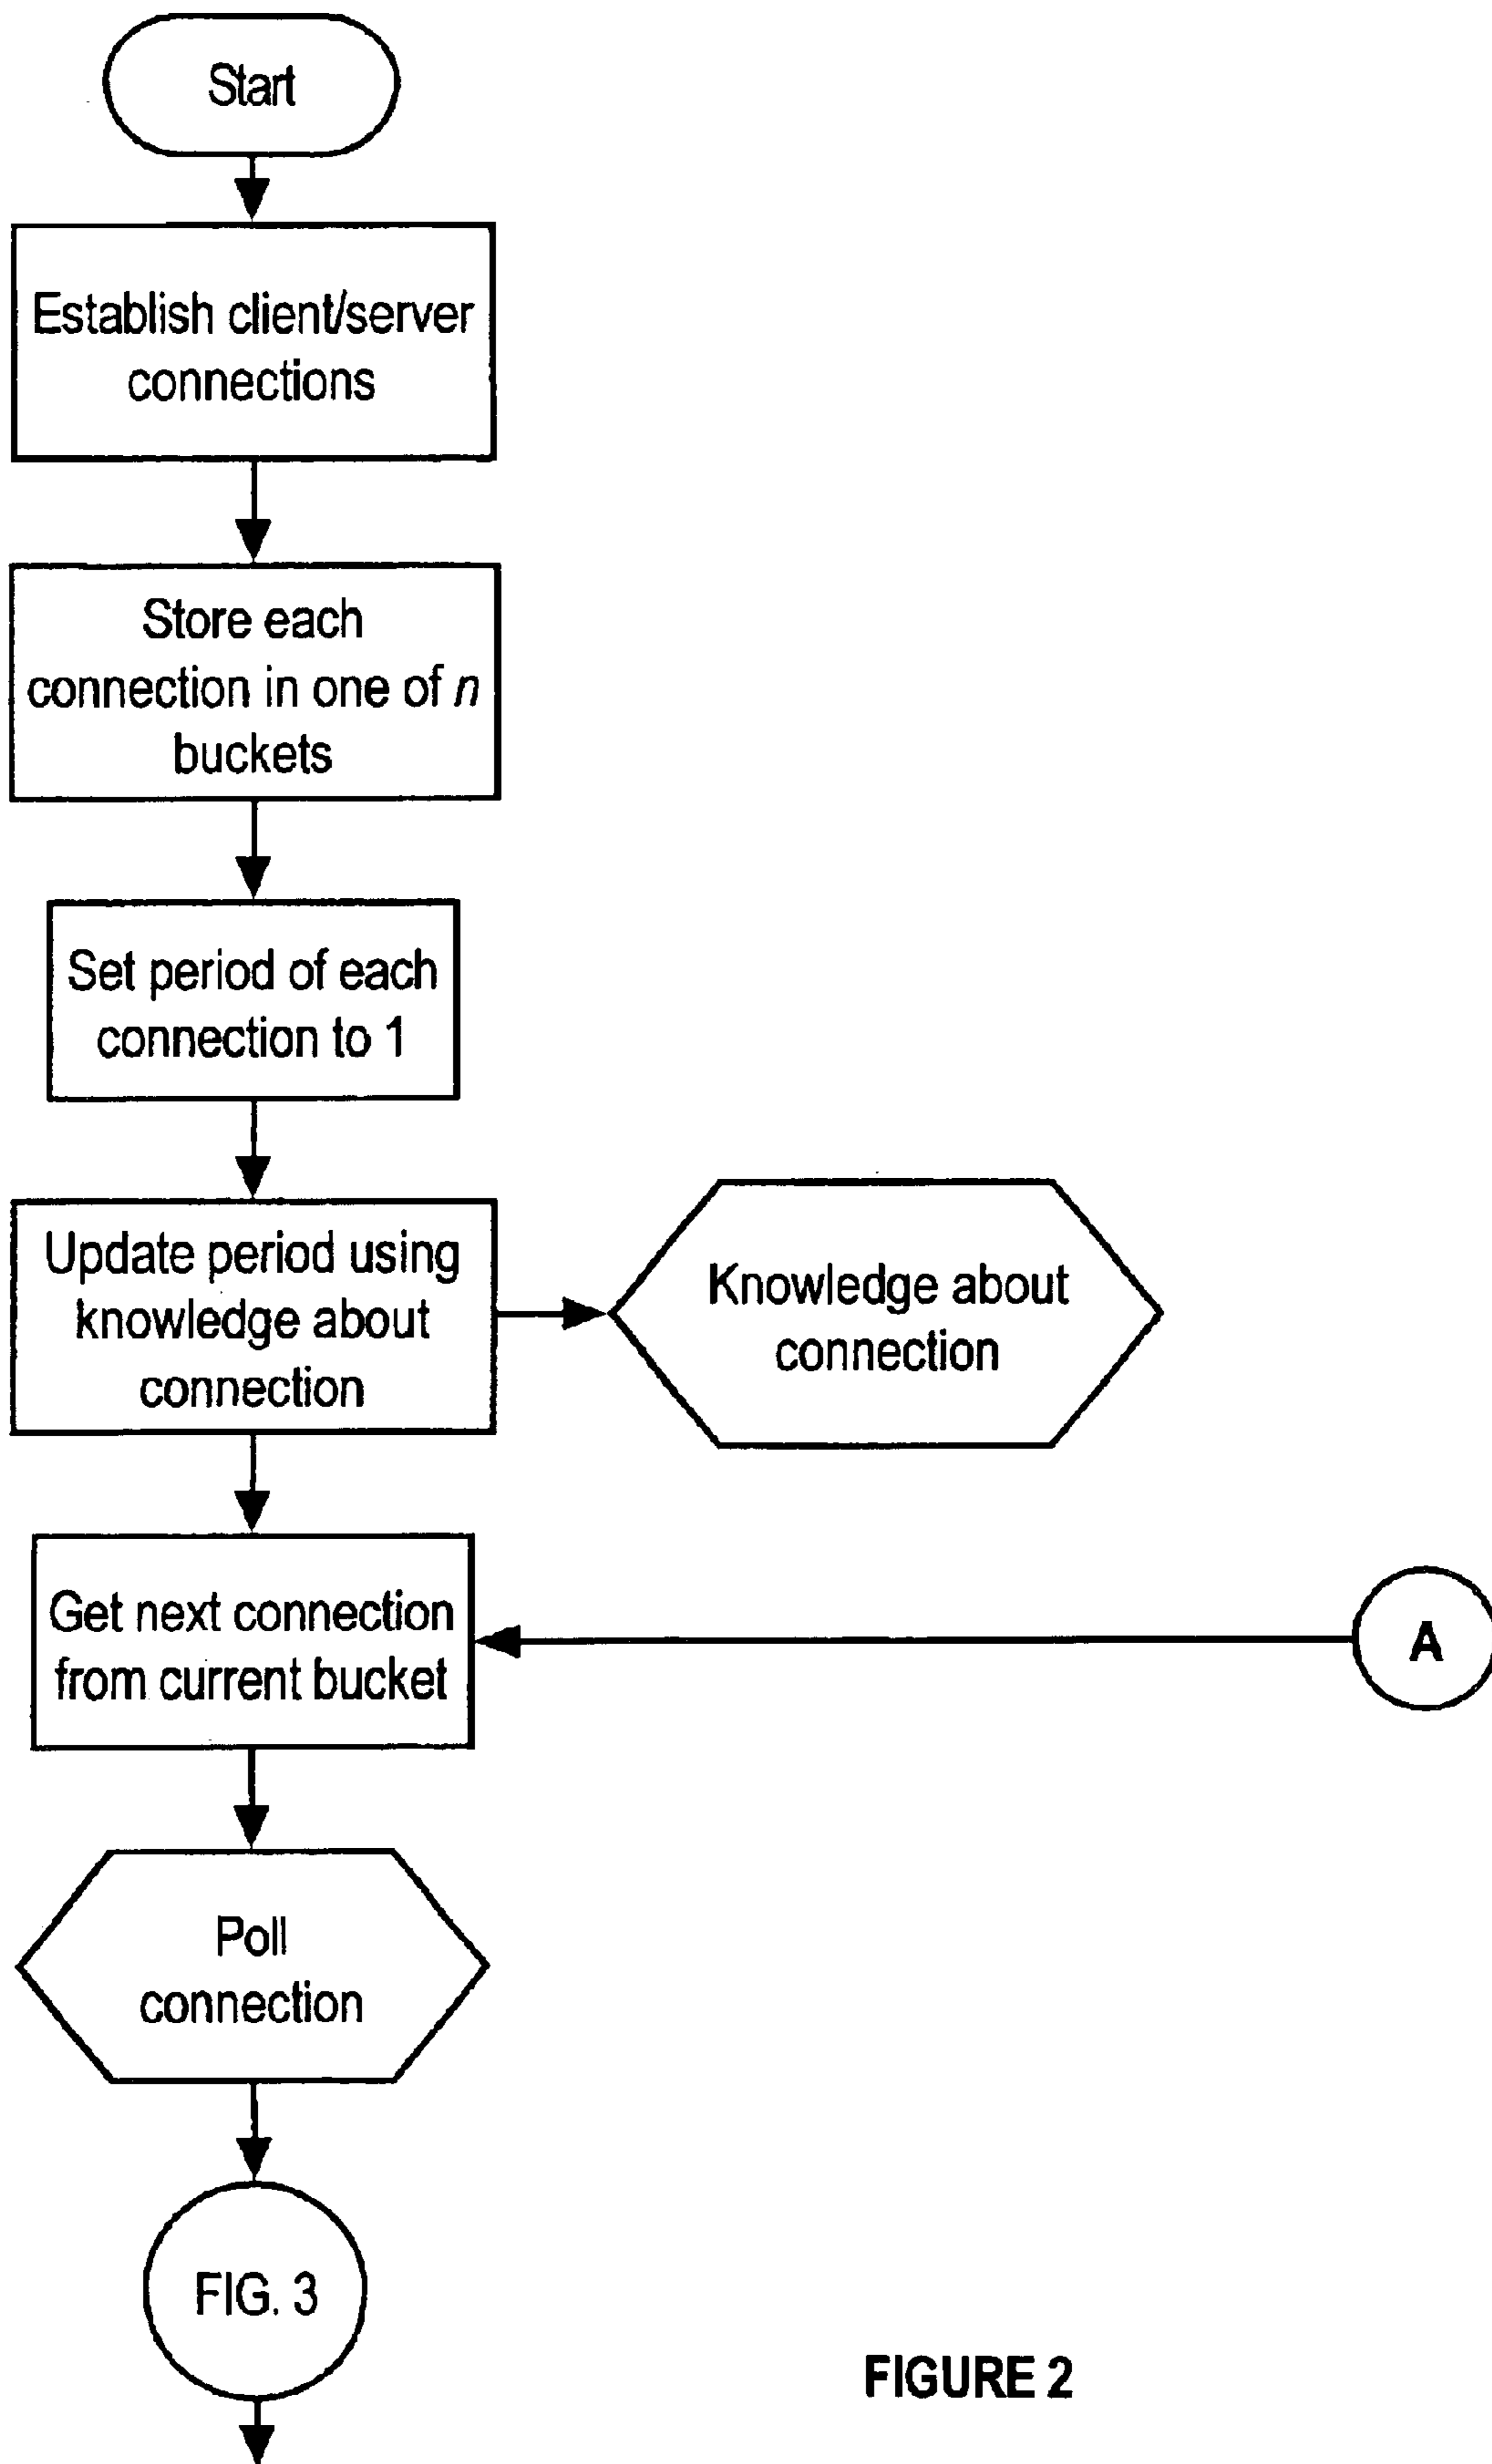 Start
Establish client/server
connections
Store each
connection in one of n
buckets
Set period of each
connection to 1
Update period using
knowledge about
connection
Knowledge about
connection
Get next connection
from current bucket
A
Poll
connection
FIG. 3
FIGURE 2